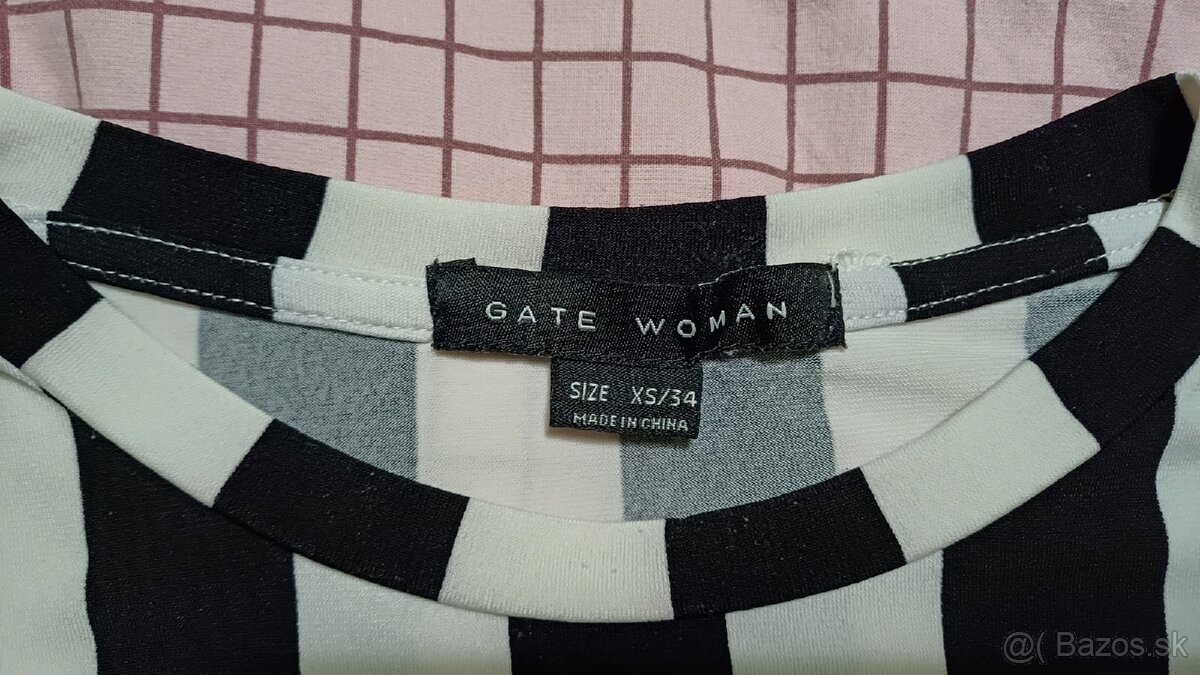 GATE WOMAN
SIZE XS/34
MADE IN CHINA
@( Bazos.sk